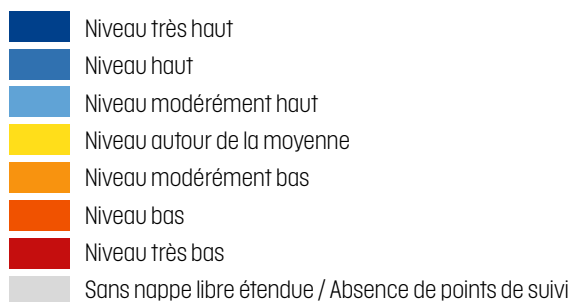 Niveau très haut
Niveau haut
Niveau modérément haut
Niveau autour de la moyenne
Niveau modérément bas
Niveau bas
Niveau très bas
Sans nappe libre étendue / Absence de points de suivi